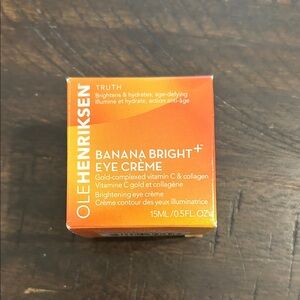 OLEHENRIKSEN
TRUTH
Brightens & hydrates, age-defying
Illumine et hydrate, action anti-âge
BANANA BRIGHT+
EYE CRÈME
Gold-complexed vitamin C & collagen
Vitamine C gold et collagène
Brightening eye crème
Crème contour des yeux illuminatrice
15ML/0.5FL.OZ